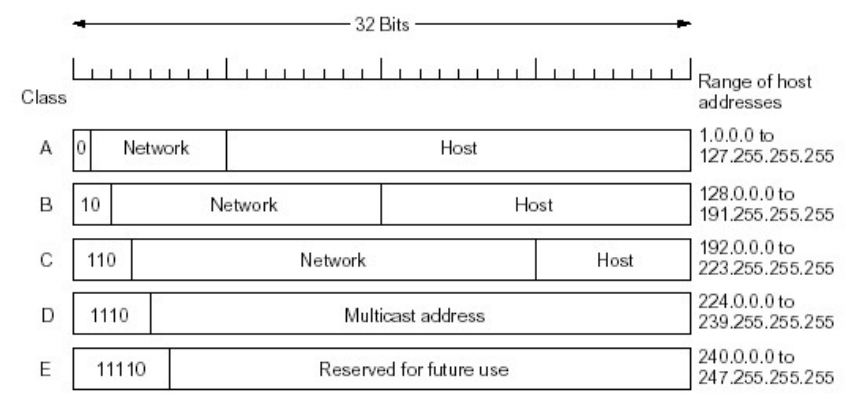 32 Bits
Range of host
addresses
Class
A 0 Network Host 1.0.0.0 to
127.255.255.255
B 10 Network Host 128.0.0.0 to
191.255.255.255
C 110 Network Host 192.0.0.0 to
223.255.255.255
D 1110 Multicast address 224.0.0.0 to
239.255.255.255
E 11110 Reserved for future use 240.0.0.0 to
247.255.255.255